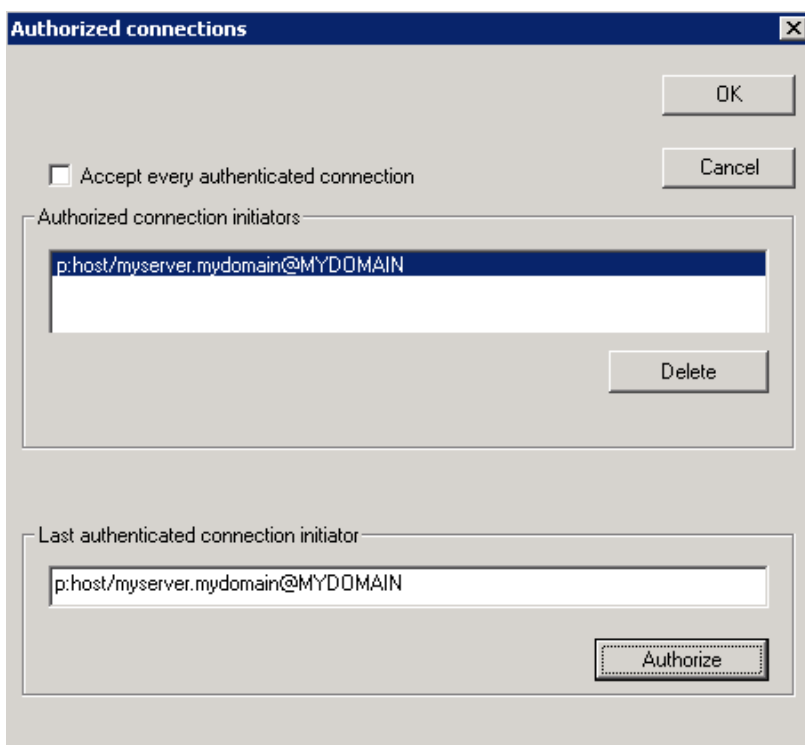 Authorized connections
OK
Accept every authenticated connection
Cancel
Authorized connection initiators
p:host/myserver.mydomain@MYDOMAIN
Delete
Last authenticated connection initiator
p:host/myserver.mydomain@MYDOMAIN
Authorize